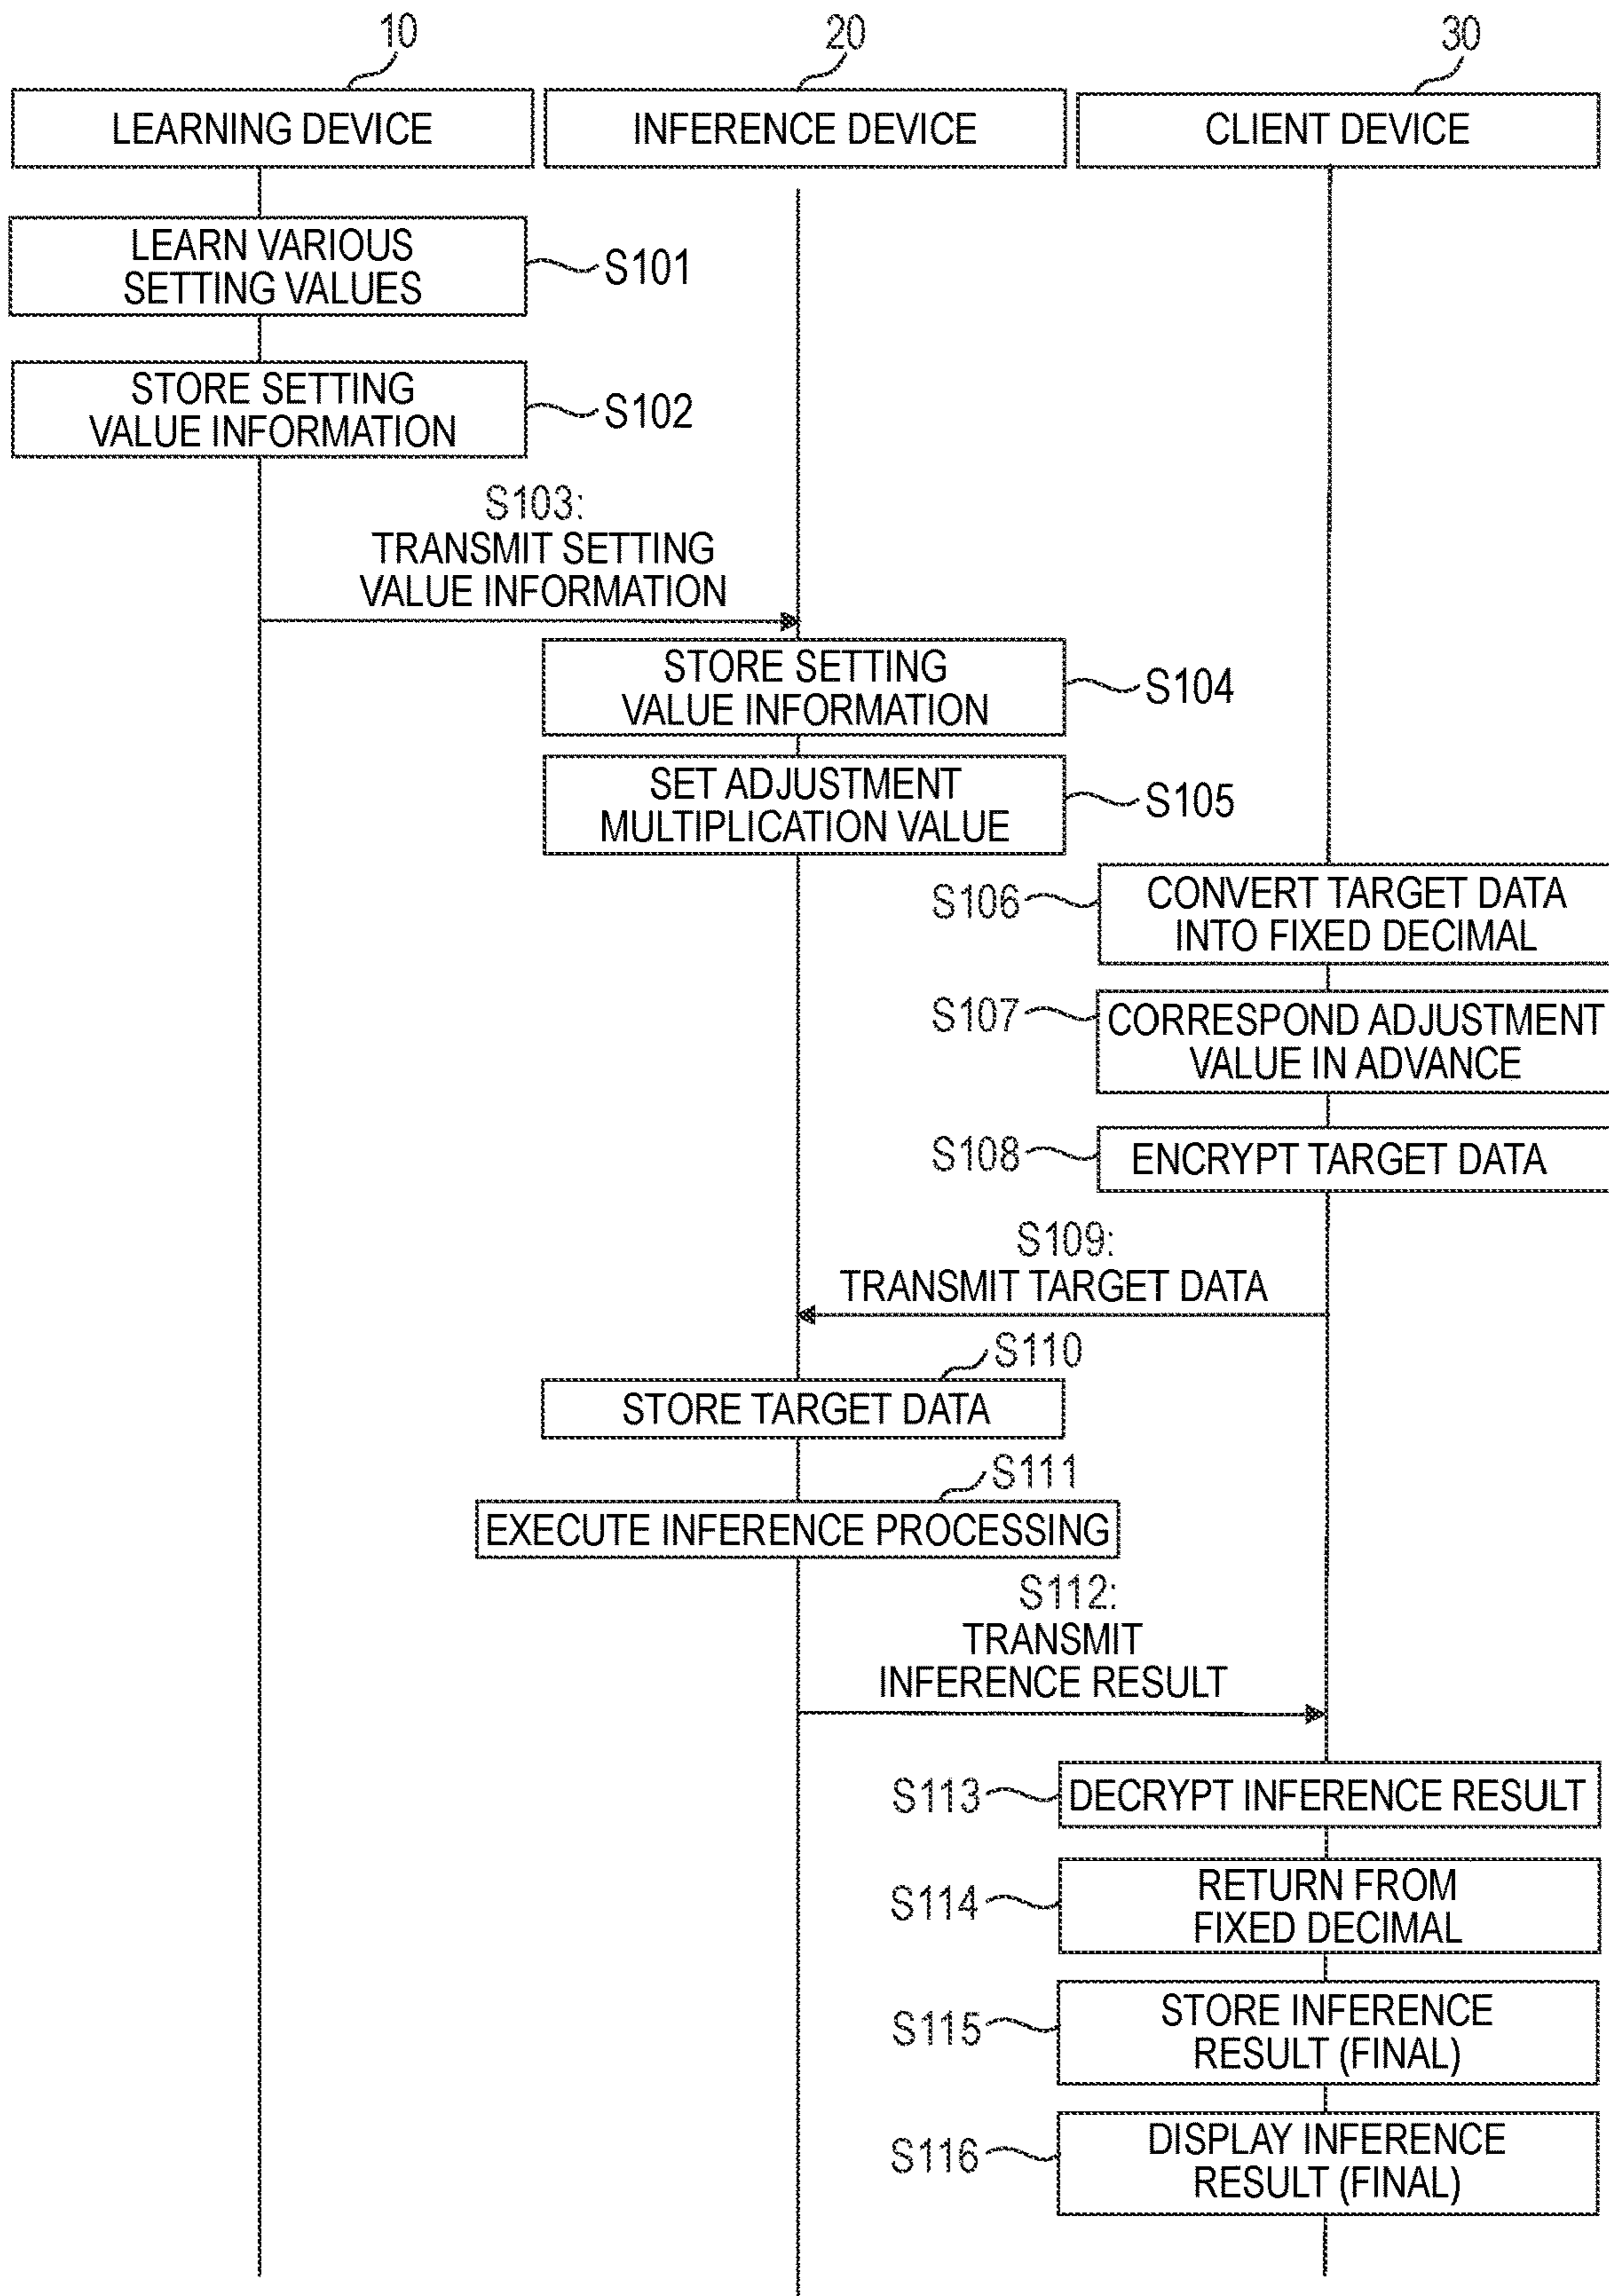 10
20
30
LEARNING DEVICE
INFERENCE DEVICE
CLIENT DEVICE
LEARN VARIOUS
SETTING VALUES
S101
STORE SETTING
VALUE INFORMATION
S102
S103:
TRANSMIT SETTING
VALUE INFORMATION
STORE SETTING
VALUE INFORMATION
S104
SET ADJUSTMENT
MULTIPLICATION VALUE
S105
S106
CONVERT TARGET DATA
INTO FIXED DECIMAL
S107
CORRESPOND ADJUSTMENT
VALUE IN ADVANCE
S108
ENCRYPT TARGET DATA
S109:
TRANSMIT TARGET DATA
S110
STORE TARGET DATA
S111
EXECUTE INFERENCE PROCESSING
S112:
TRANSMIT
INFERENCE RESULT
S113
DECRYPT INFERENCE RESULT
S114
RETURN FROM
FIXED DECIMAL
S115
STORE INFERENCE
RESULT (FINAL)
S116
DISPLAY INFERENCE
RESULT (FINAL)